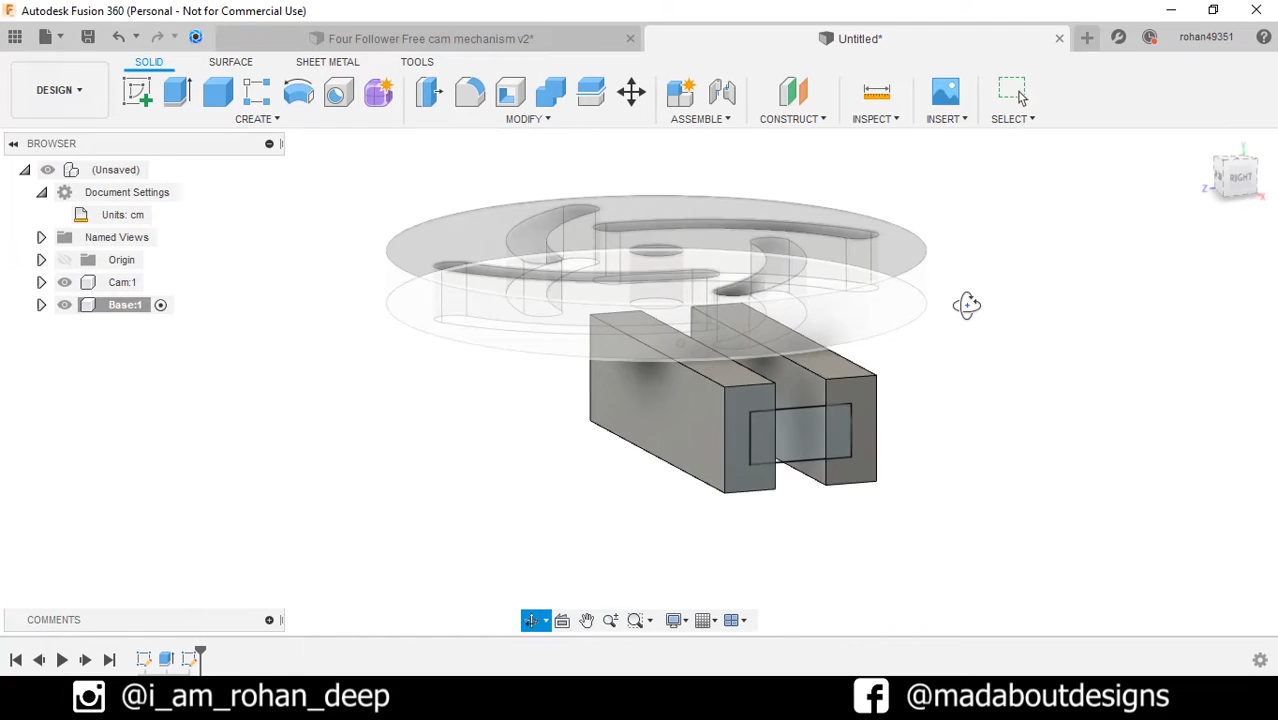 Autodesk Fusion 360 (Personal - Not for Commercial Use)
Four Follower Free cam mechanism v2*
Untitled*
rohan49351
DESIGN
SOLID
SURFACE
SHEET METAL
TOOLS
CREATE
MODIFY
ASSEMBLE
CONSTRUCT
INSPECT
INSERT
SELECT
BROWSER
(Unsaved)
Document Settings
Units: cm
Named Views
Origin
Cam:1
Base:1
RIGHT
Y
Z
X
COMMENTS
@i_am_rohan_deep
@madaboutdesigns